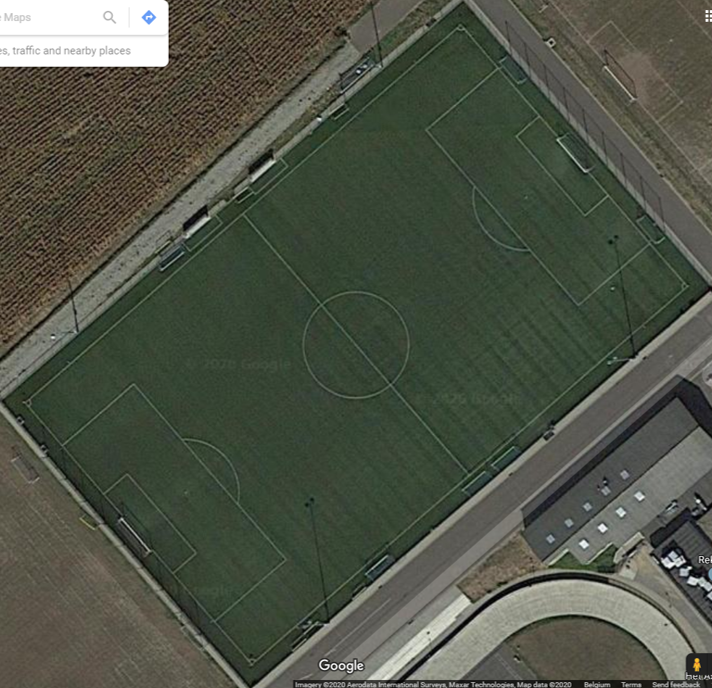 Maps
es, traffic and nearby places
© 2020 Google
© 2020 Google
Google
Imagery ©2020 Aerodata International Surveys, Maxar Technologies, Map data ©2020 Belgium Terms Send feedback